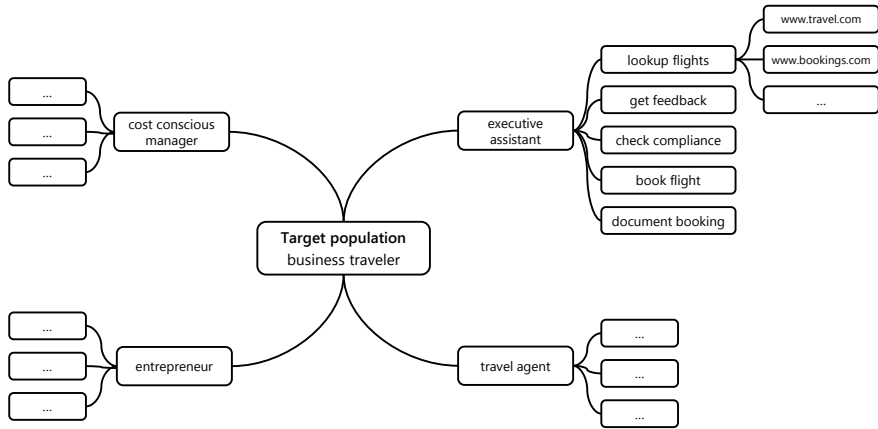 www.travel.com
lookup flights
www.bookings.com
...
get feedback
...
cost conscious
manager
...
...
executive
assistant
check compliance
book flight
document booking
Target population
business traveler
...
...
...
entrepreneur
travel agent
...
...
...